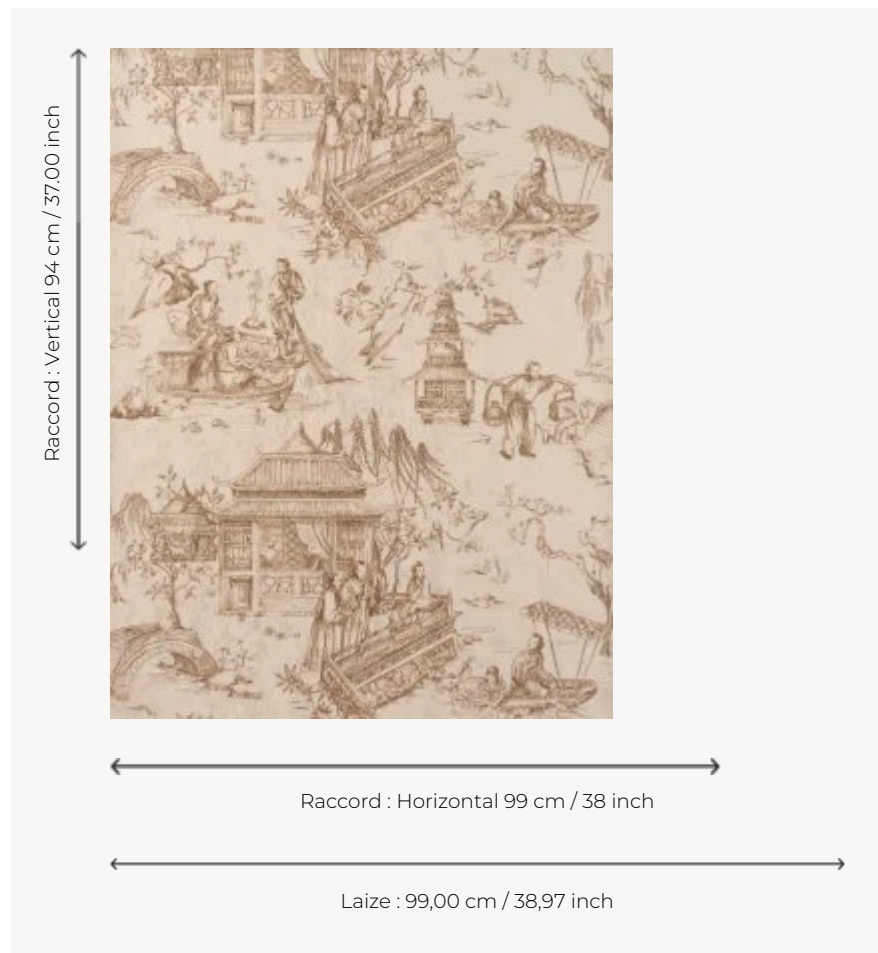 Raccord : Vertical 94 cm / 37.00 inch
Raccord : Horizontal 99 cm / 38 inch
Laize : 99,00 cm / 38,97 inch